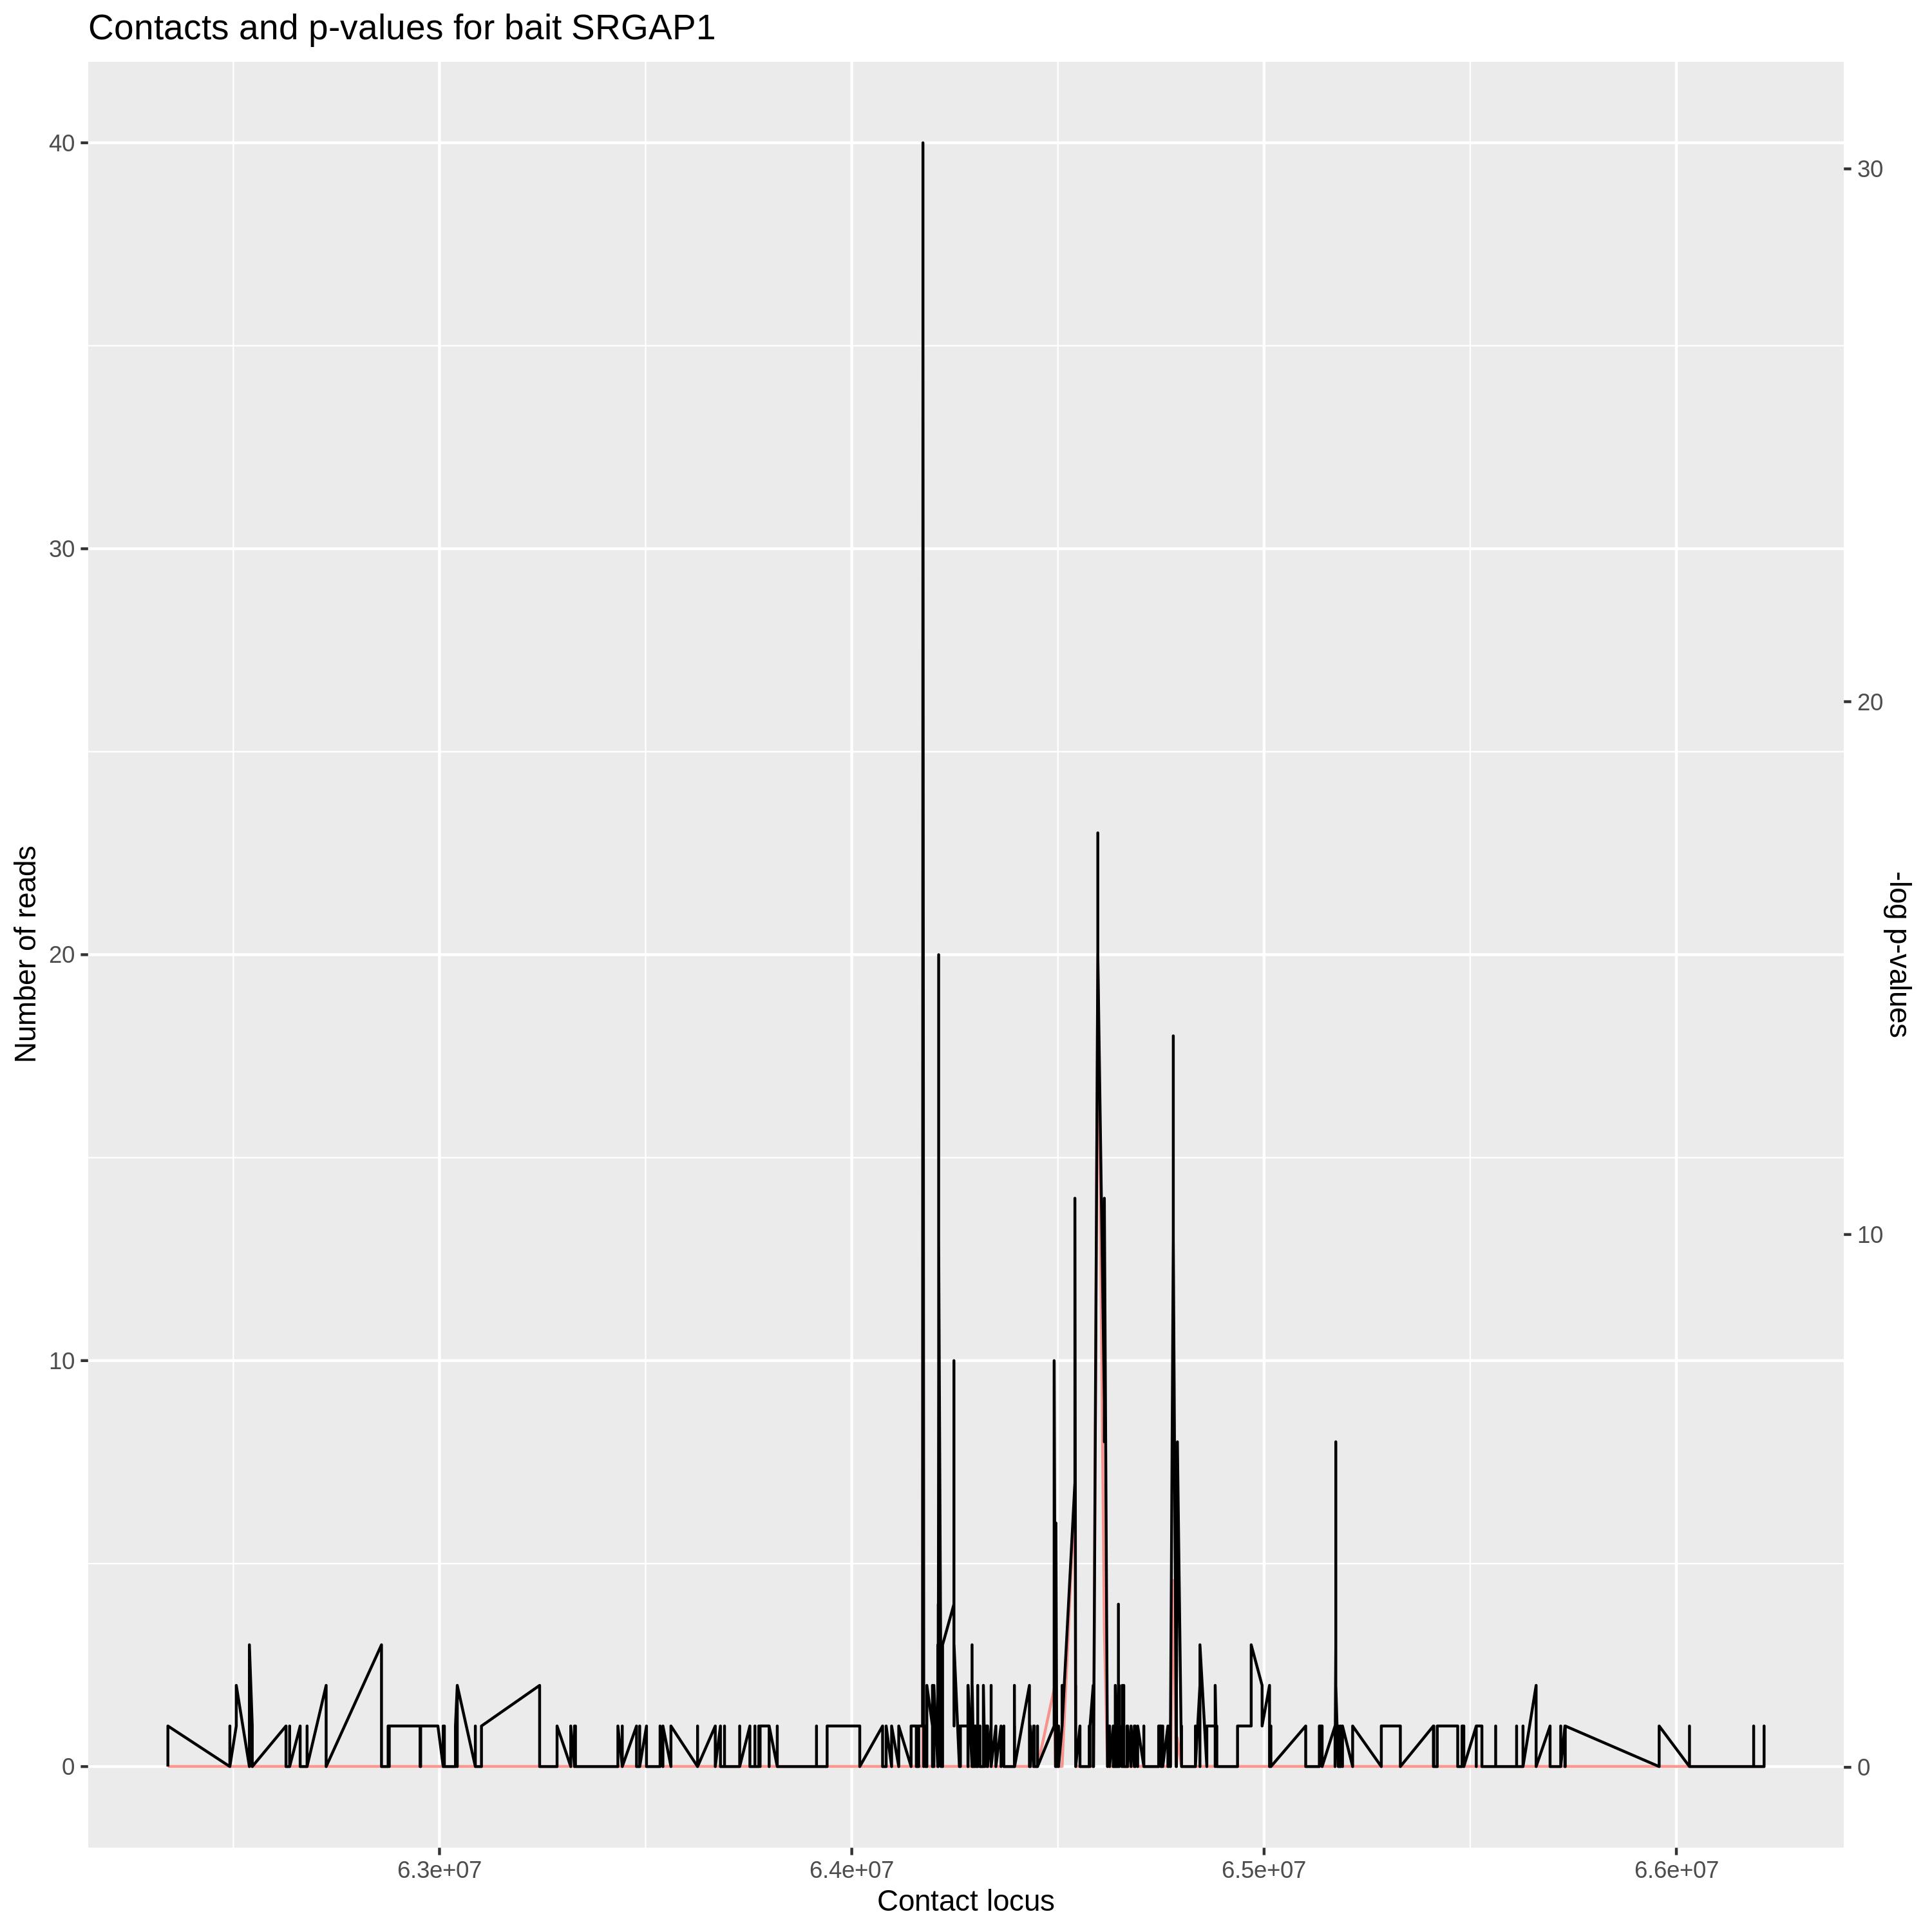 Contacts and p-values for bait SRGAP1
40
30
20
10
0
Number of reads
30
20
10
0
-log p-values
6.3e+07 6.4e+07 6.5e+07 6.6e+07
Contact locus